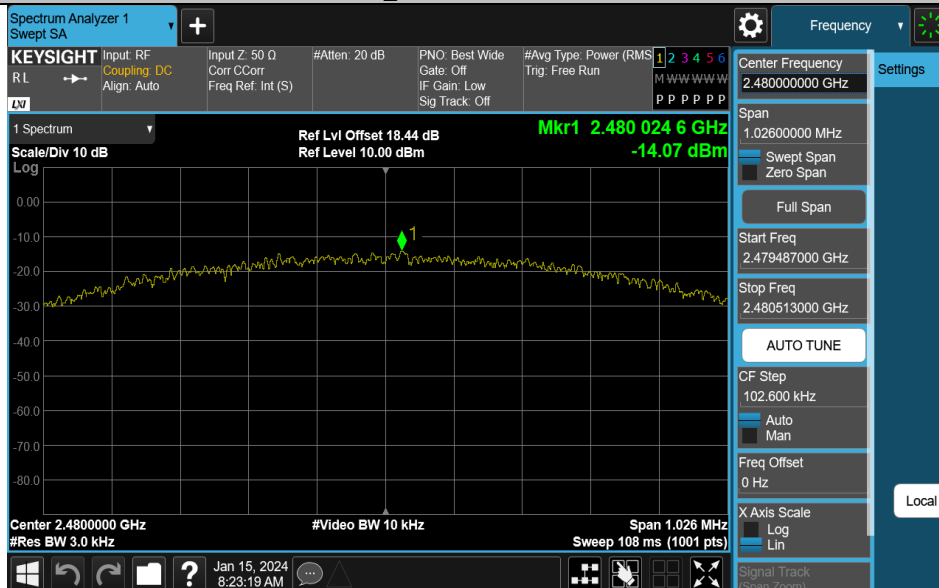 Spectrum Analyzer 1
Swept SA
+
Frequency
KEYSIGHT
R L
LXI
Input: RF
Coupling: DC
Align: Auto
Input Z: 50 Ω
Corr CCorr
Freq Ref: Int (S)
#Atten: 20 dB
PNO: Best Wide
Gate: Off
IF Gain: Low
Sig Track: Off
#Avg Type: Power (RMS
Trig: Free Run
1 2 3 4 5 6
M W W W W W
P P P P P P
1 Spectrum
Scale/Div 10 dB
Log
Ref Lvl Offset 18.44 dB
Ref Level 10.00 dBm
Mkr1 2.480 024 6 GHz
-14.07 dBm
0.00
-10.0
-20.0
-30.0
-40.0
-50.0
-60.0
-70.0
-80.0
1
Center 2.4800000 GHz
#Res BW 3.0 kHz
#Video BW 10 kHz
Span 1.026 MHz
Sweep 108 ms (1001 pts)
Center Frequency
2.480000000 GHz
Span
1.02600000 MHz
Swept Span
Zero Span
Full Span
Start Freq
2.479487000 GHz
Stop Freq
2.480513000 GHz
AUTO TUNE
CF Step
102.600 kHz
Auto
Man
Freq Offset
0 Hz
X Axis Scale
Log
Lin
Signal Track
(Span Zoom)
Settings
Local
?
Jan 15, 2024
8:23:19 AM